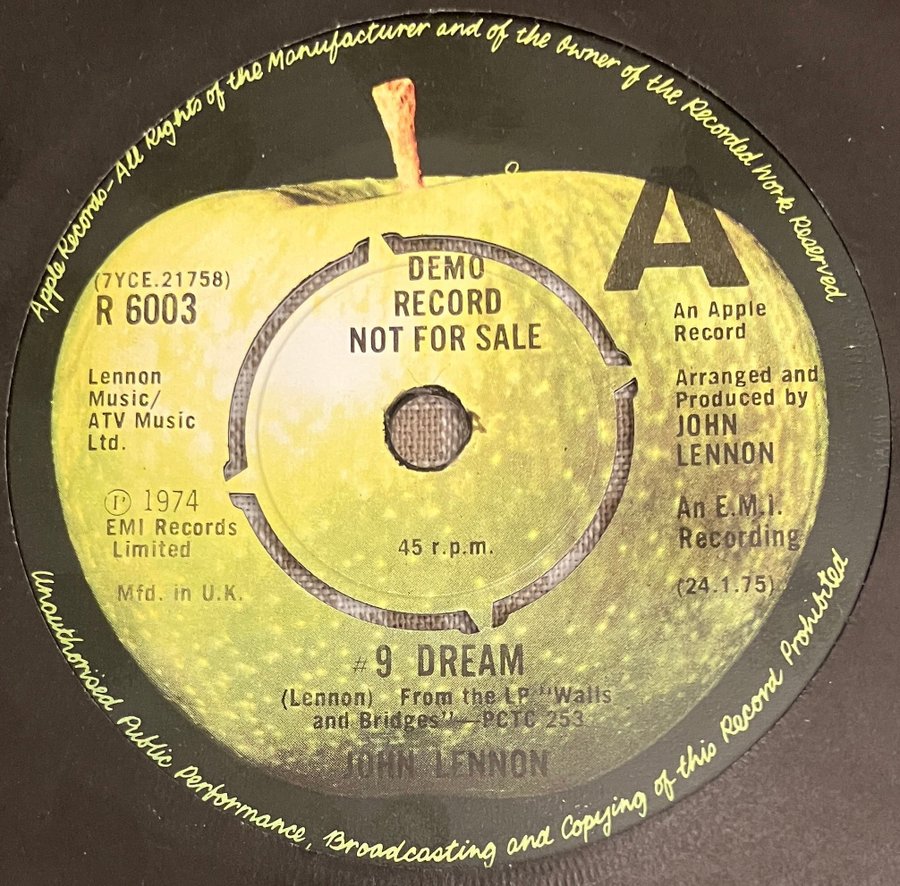 Apple Records–All Rights of the Manufacturer and of the Owner of the Recorded Work Reserved
A
DEMO
RECORD
NOT FOR SALE
(7YCE.21758)
R 6003
Lennon
Music/
ATV Music
Ltd.
Ⓟ 1974
EMI Records
Limited
Mfd. in U.K.
An Apple
Record
Arranged and
Produced by
JOHN
LENNON
An E.M.I.
Recording
(24.1.75)
45 r.p.m.
#9 DREAM
(Lennon) From the LP "Walls
and Bridges"—PCTC 253
JOHN LENNON
Unauthorised Public Performance, Broadcasting and Copying of this Record Prohibited